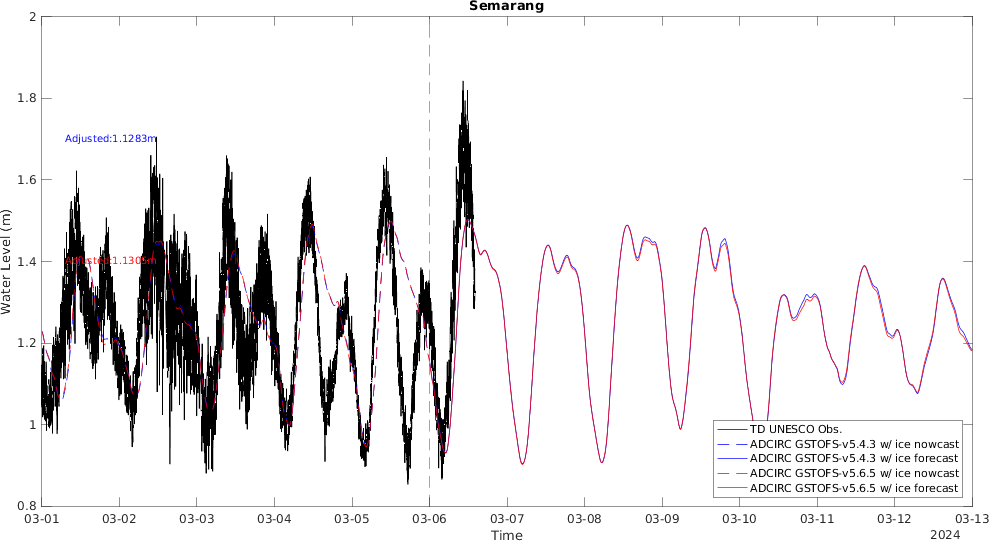 Semarang
2
1.8
1.6
1.4
1.2
1
0.8
Water Level (m)
Adjusted:1.1283m
Adjusted:1.1305m
03-01
03-02
03-03
03-04
03-05
03-06
03-07
03-08
03-09
03-10
03-11
03-12
03-13
Time
2024
TD UNESCO Obs.
ADCIRC GSTOFS-v5.4.3 w/ ice nowcast
ADCIRC GSTOFS-v5.4.3 w/ ice forecast
ADCIRC GSTOFS-v5.6.5 w/ ice nowcast
ADCIRC GSTOFS-v5.6.5 w/ ice forecast